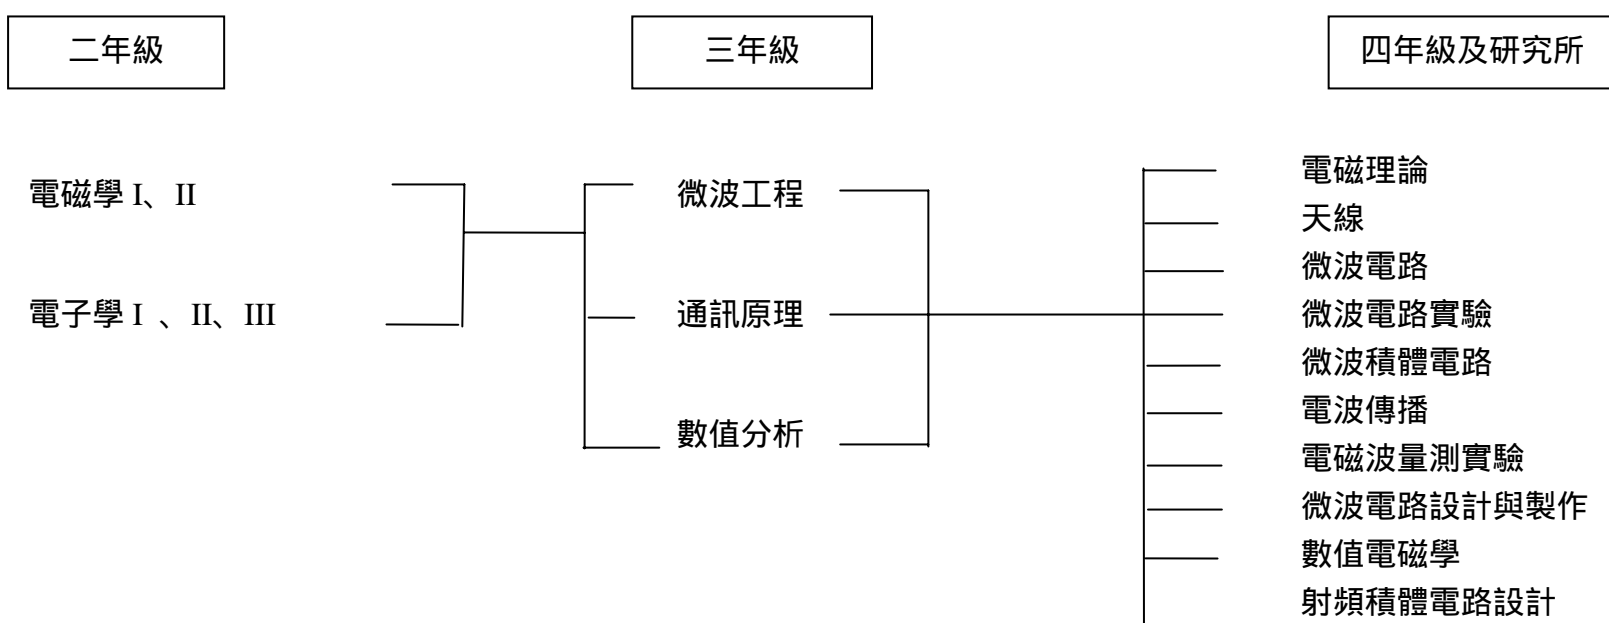 二年級
三年級
四年級及研究所
電磁學 I、II
電子學 I 、II、III
微波工程
通訊原理
數值分析
電磁理論
天線
微波電路
微波電路實驗
微波積體電路
電波傳播
電磁波量測實驗
微波電路設計與製作
數值電磁學
射頻積體電路設計